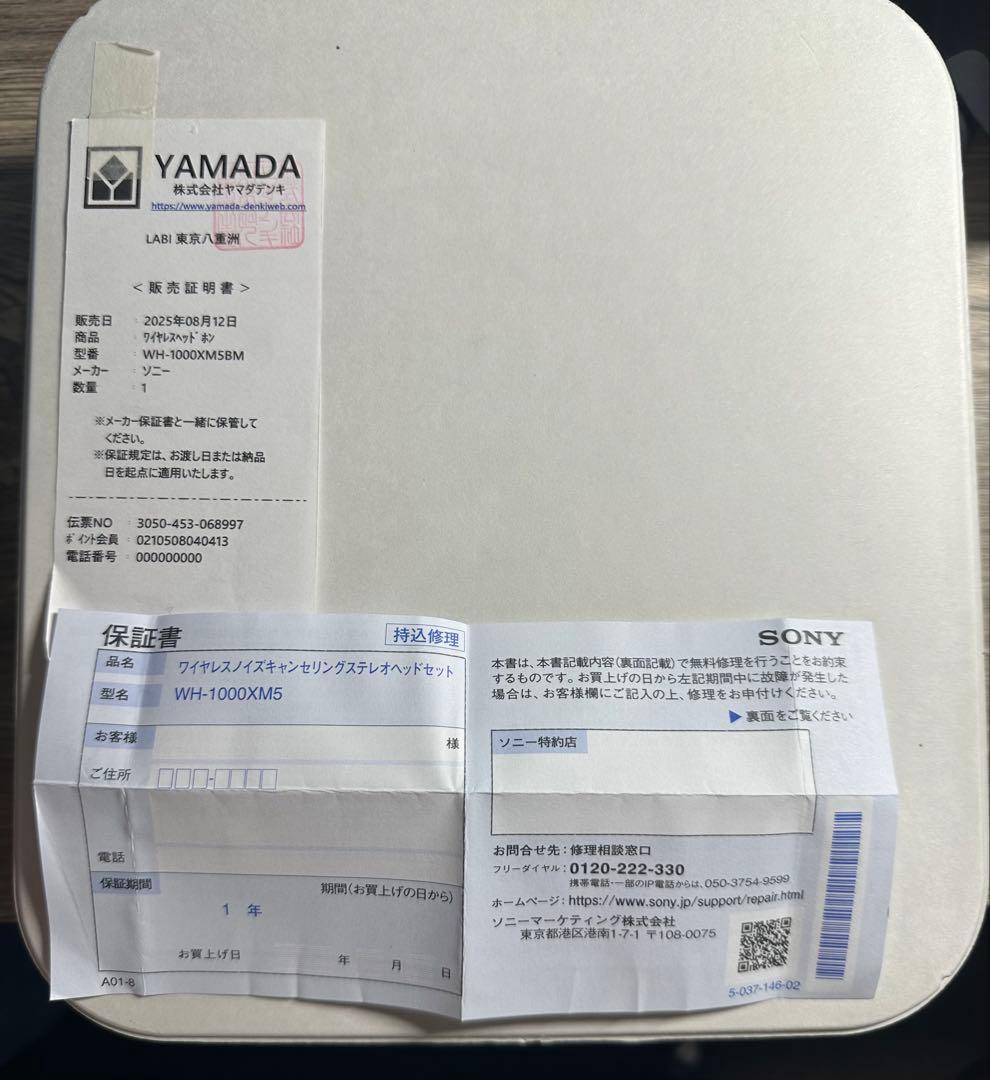 YAMADA
株式会社ヤマダデンキ
https://www.yamada-denkiweb.com
LABI 東京八重洲
＜販売証明書＞
販売日 : 2025年08月12日
商品 : ﾜｲﾔﾚｽﾍｯﾄﾞﾎﾝ
型番 : WH-1000XM5BM
メーカー : ソニー
数量 : 1
※メーカー保証書と一緒に保管して
ください。
※保証規定は、お渡し日または納品
日を起点に適用いたします。
伝票NO : 3050-453-068997
ﾎﾟｲﾝﾄ会員 : 0210508040413
電話番号 : 000000000
保証書
持込修理
品名 ワイヤレスノイズキャンセリングステレオヘッドセット
型名 WH-1000XM5
お客様 様
ご住所
電話
保証期間 期間(お買上げの日から)
1 年
お買上げ日 年 月 日
A01-8
SONY
本書は、本書記載内容(裏面記載)で無料修理を行うことをお約束
するものです。お買上げの日から左記期間中に故障が発生した
場合は、お客様欄にご記入の上、修理をお申付けください。
▶裏面をご覧ください
ソニー特約店
お問合せ先：修理相談窓口
フリーダイヤル：0120-222-330
携帯電話・一部のIP電話からは、050-3754-9599
ホームページ：https://www.sony.jp/support/repair.html
ソニーマーケティング株式会社
東京都港区港南1-7-1 〒108-0075
5-037-146-02